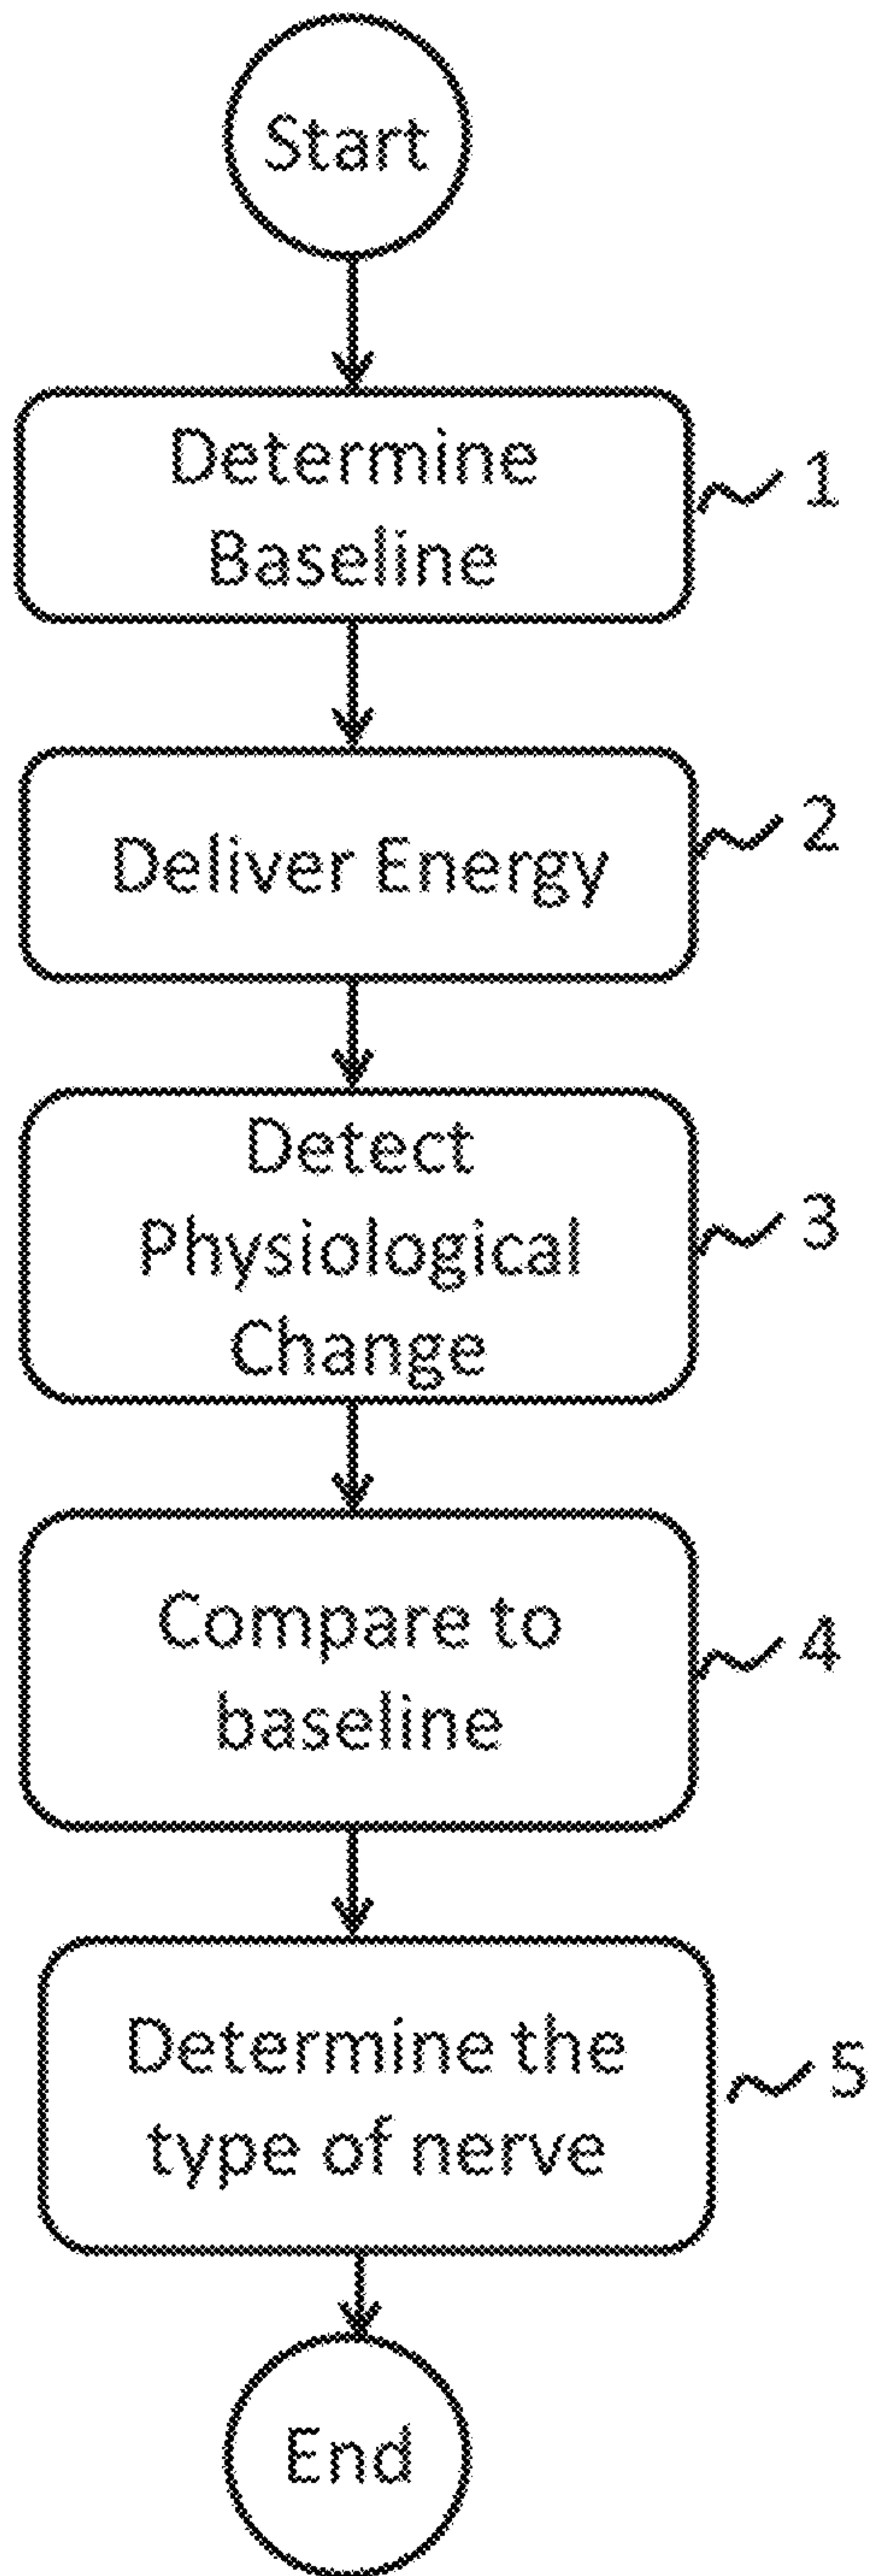 Start
Determine
Baseline
1
Deliver Energy
2
Detect
Physiological
Change
3
Compare to
baseline
4
Determine the
type of nerve
5
End